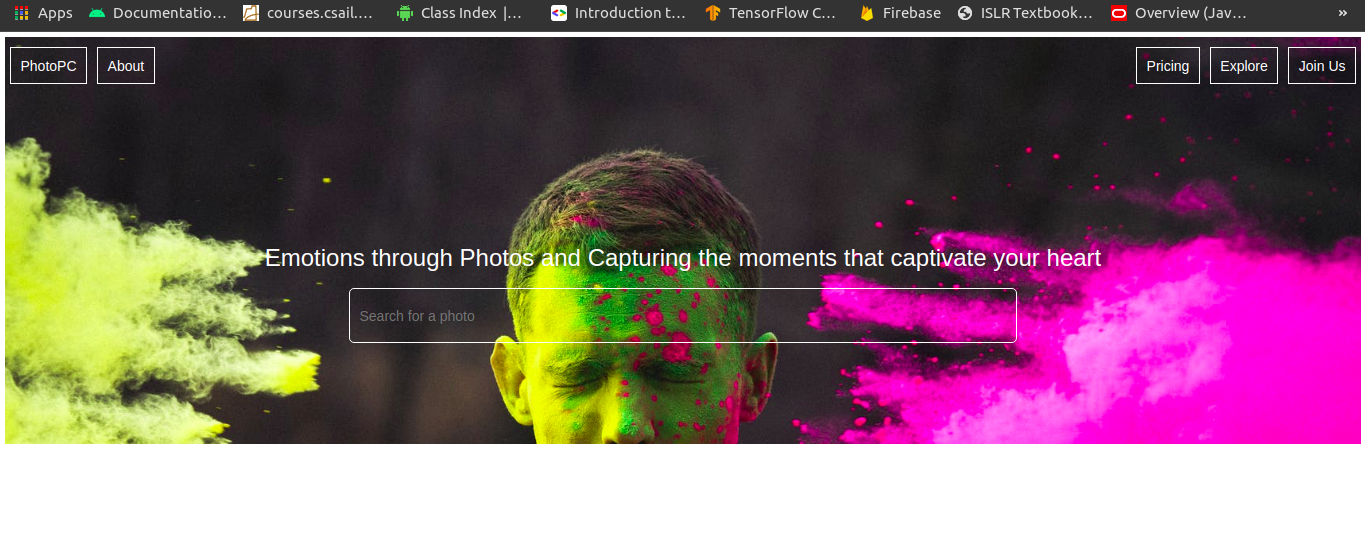 Apps Documentatio… courses.csail.… Class Index |… Introduction t… TensorFlow C… Firebase ISLR Textbook… Overview (Jav… »
PhotoPC About Pricing Explore Join Us
Emotions through Photos and Capturing the moments that captivate your heart
Search for a photo